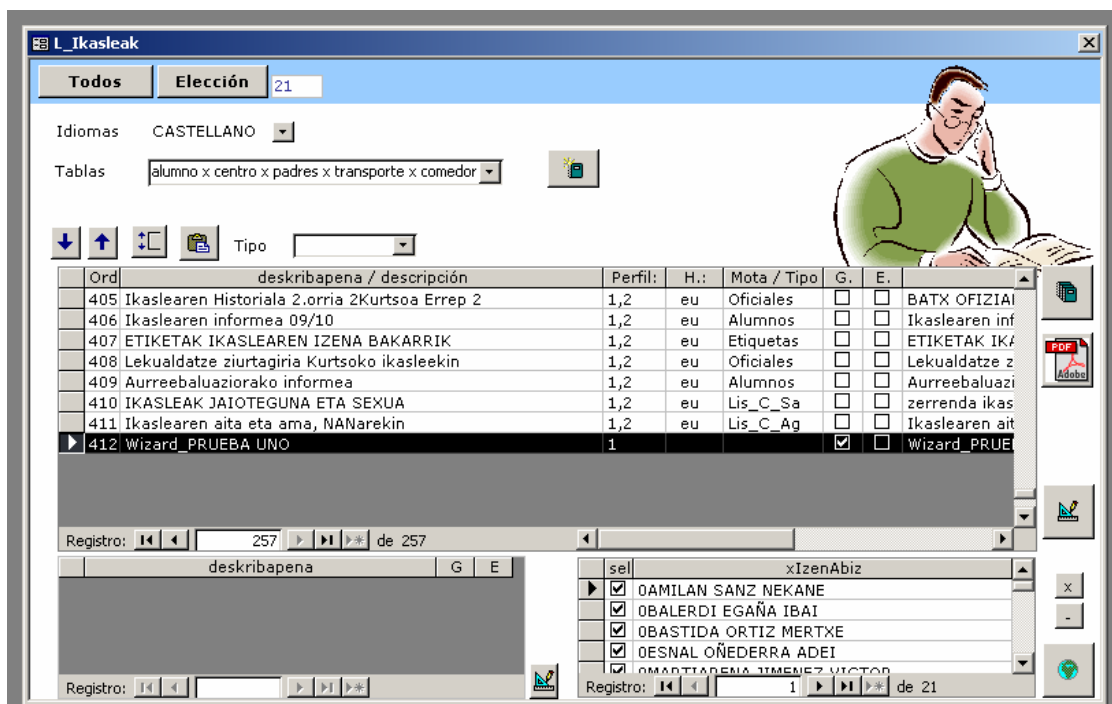 L_Ikasleak
Todos Elección 21
Idiomas CASTELLANO
Tablas alumno x centro x padres x transporte x comedor
Tipo
Ord deskribapena / descripción Perfil: H.: Mota / Tipo G. E.
405 Ikaslearen Historiala 2.orria 2Kurtsoa Errep 2 1,2 eu Oficiales BATX OFIZIAI
406 Ikaslearen informea 09/10 1,2 eu Alumnos Ikaslearen inf
407 ETIKETAK IKASLEAREN IZENA BAKARRIK 1,2 eu Etiquetas ETIKETAK IKA
408 Lekualdatze ziurtagiria Kurtsoko ikasleekin 1,2 eu Oficiales Lekualdatze z
409 Aurreebaluaziorako informea 1,2 eu Alumnos Aurreebaluazi
410 IKASLEAK JAIOTEGUNA ETA SEXUA 1,2 eu Lis_C_Sa zerrenda ikas
411 Ikaslearen aita eta ama, NANarekin 1,2 eu Lis_C_Ag Ikaslearen ait
412 Wizard_PRUEBA UNO 1 Wizard_PRUEI
PDF
Adobe
Registro: 257 de 257
deskribapena G E
sel xIzenAbiz
0AMILAN SANZ NEKANE
0BALERDI EGAÑA IBAI
0BASTIDA ORTIZ MERTXE
0ESNAL OÑEDERRA ADEI
0MARTIARENA JIMENEZ VICTOR
x
-
Registro:
Registro: 1 de 21